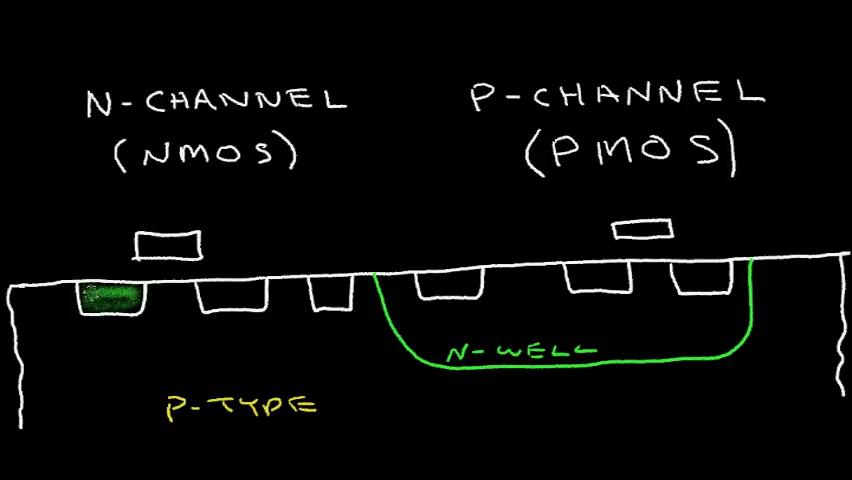 N-CHANNEL
(NMOS)
P-CHANNEL
(PMOS)
N-WELL
P-TYPE